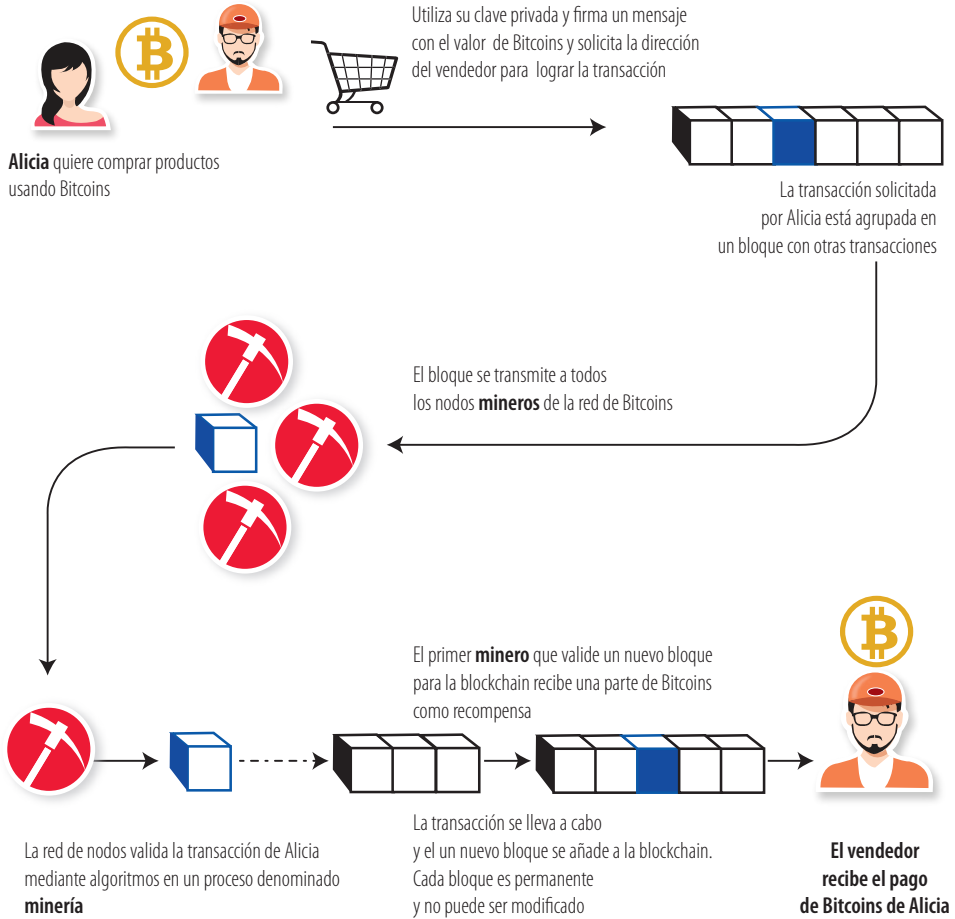 Utiliza su clave privada y firma un mensaje
con el valor de Bitcoins y solicita la dirección
del vendedor para lograr la transacción
Alicia quiere comprar productos
usando Bitcoins
La transacción solicitada
por Alicia está agrupada en
un bloque con otras transacciones
El bloque se transmite a todos
los nodos mineros de la red de Bitcoins
El primer minero que valide un nuevo bloque
para la blockchain recibe una parte de Bitcoins
como recompensa
La red de nodos valida la transacción de Alicia
mediante algoritmos en un proceso denominado
minería
La transacción se lleva a cabo
y el un nuevo bloque se añade a la blockchain.
Cada bloque es permanente
y no puede ser modificado
El vendedor
recibe el pago
de Bitcoins de Alicia